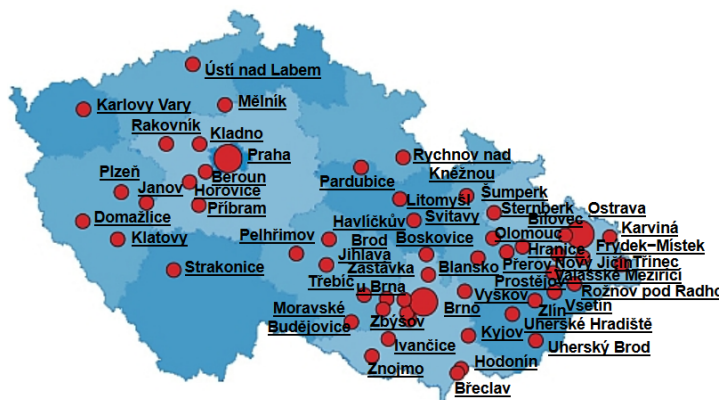 Ústí nad Labem
Karlovy Vary
Mělník
Rakovník
Kladno
Praha
Rychnov nad
Kněžnou
Beroun
Plzeň
Janov
Hořovice
Pardubice
Příbram
Litomyšl
Šumperk
Šternberk
Ostrava
Domažlice
Havlíčkův
Brod
Svitavy
Bílovec
Karviná
Klatovy
Pelhřimov
Boskovice
Olomouc
Hranice
Frýdek–Místek
Strakonice
Jihlava
Přerov
Nový Jičín
Třinec
Zastávka
u Brna
Blansko
Prostějov
Valašské Meziříčí
Třebíč
Rožnov pod Radho
Moravské
Budějovice
Vyškov
Brno
Zlín
Vsetín
Zbýšov
Uherské Hradiště
Ivančice
Kyjov
Uherský Brod
Znojmo
Hodonín
Břeclav